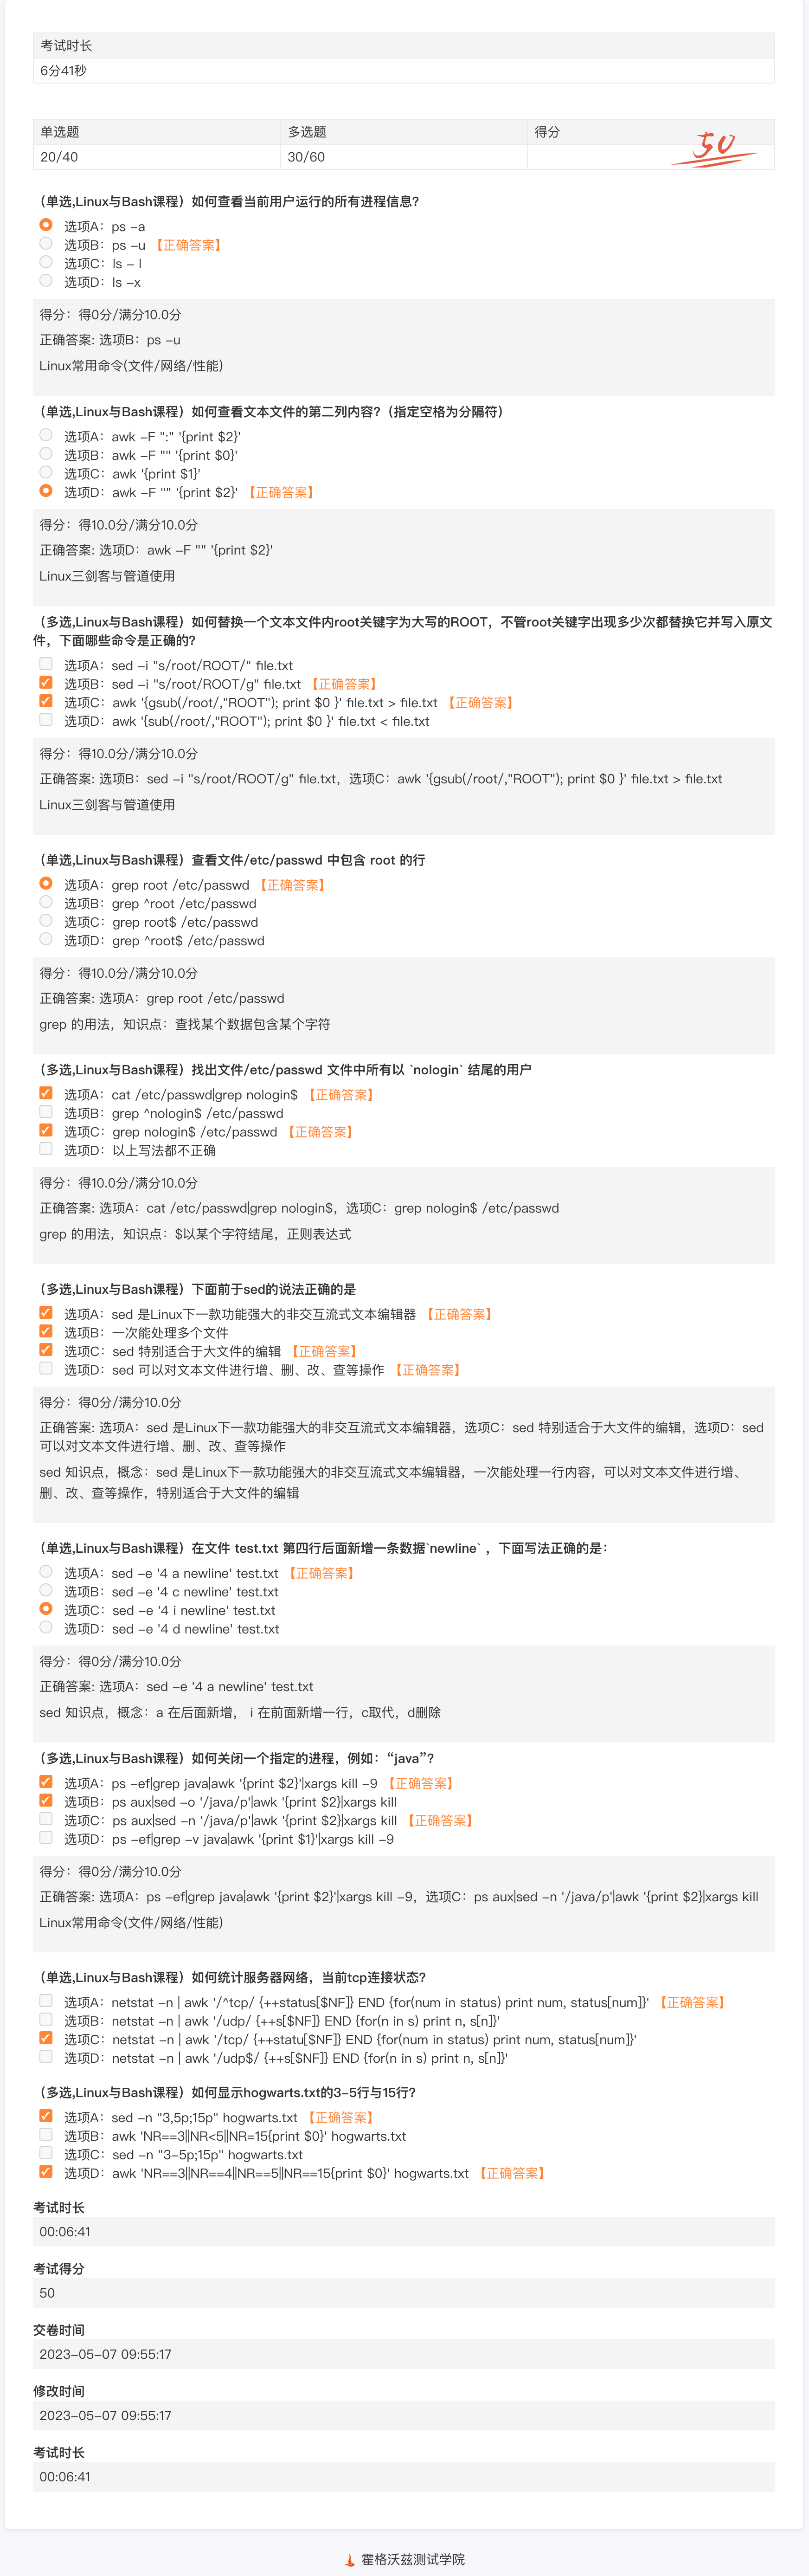 考试时长
6分41秒
单选题 多选题 得分
20/40 30/60 50
（单选,Linux与Bash课程）如何查看当前用户运行的所有进程信息？
选项A：ps -a
选项B：ps -u 【正确答案】
选项C：ls - l
选项D：ls -x
得分：得0分/满分10.0分
正确答案: 选项B：ps -u
Linux常用命令(文件/网络/性能)
（单选,Linux与Bash课程）如何查看文本文件的第二列内容？（指定空格为分隔符）
选项A：awk -F ":" '{print $2}'
选项B：awk -F "" '{print $0}'
选项C：awk '{print $1}'
选项D：awk -F "" '{print $2}' 【正确答案】
得分：得10.0分/满分10.0分
正确答案: 选项D：awk -F "" '{print $2}'
Linux三剑客与管道使用
（多选,Linux与Bash课程）如何替换一个文本文件内root关键字为大写的ROOT，不管root关键字出现多少次都替换它并写入原文
件，下面哪些命令是正确的？
选项A：sed -i "s/root/ROOT/" file.txt
选项B：sed -i "s/root/ROOT/g" file.txt 【正确答案】
选项C：awk '{gsub(/root/,"ROOT"); print $0 }' file.txt > file.txt 【正确答案】
选项D：awk '{sub(/root/,"ROOT"); print $0 }' file.txt < file.txt
得分：得10.0分/满分10.0分
正确答案: 选项B：sed -i "s/root/ROOT/g" file.txt，选项C：awk '{gsub(/root/,"ROOT"); print $0 }' file.txt > file.txt
Linux三剑客与管道使用
（单选,Linux与Bash课程）查看文件/etc/passwd 中包含 root 的行
选项A：grep root /etc/passwd 【正确答案】
选项B：grep ^root /etc/passwd
选项C：grep root$ /etc/passwd
选项D：grep ^root$ /etc/passwd
得分：得10.0分/满分10.0分
正确答案: 选项A：grep root /etc/passwd
grep 的用法，知识点：查找某个数据包含某个字符
（多选,Linux与Bash课程）找出文件/etc/passwd 文件中所有以 `nologin` 结尾的用户
选项A：cat /etc/passwd|grep nologin$ 【正确答案】
选项B：grep ^nologin$ /etc/passwd
选项C：grep nologin$ /etc/passwd 【正确答案】
选项D：以上写法都不正确
得分：得10.0分/满分10.0分
正确答案: 选项A：cat /etc/passwd|grep nologin$，选项C：grep nologin$ /etc/passwd
grep 的用法，知识点：$以某个字符结尾，正则表达式
（多选,Linux与Bash课程）下面前于sed的说法正确的是
选项A：sed 是Linux下一款功能强大的非交互流式文本编辑器 【正确答案】
选项B：一次能处理多个文件
选项C：sed 特别适合于大文件的编辑 【正确答案】
选项D：sed 可以对文本文件进行增、删、改、查等操作 【正确答案】
得分：得0分/满分10.0分
正确答案: 选项A：sed 是Linux下一款功能强大的非交互流式文本编辑器，选项C：sed 特别适合于大文件的编辑，选项D：sed
可以对文本文件进行增、删、改、查等操作
sed 知识点，概念：sed 是Linux下一款功能强大的非交互流式文本编辑器，一次能处理一行内容，可以对文本文件进行增、
删、改、查等操作，特别适合于大文件的编辑
（单选,Linux与Bash课程）在文件 test.txt 第四行后面新增一条数据`newline` ，下面写法正确的是：
选项A：sed -e '4 a newline' test.txt 【正确答案】
选项B：sed -e '4 c newline' test.txt
选项C：sed -e '4 i newline' test.txt
选项D：sed -e '4 d newline' test.txt
得分：得0分/满分10.0分
正确答案: 选项A：sed -e '4 a newline' test.txt
sed 知识点，概念：a 在后面新增， i 在前面新增一行，c取代，d删除
（多选,Linux与Bash课程）如何关闭一个指定的进程，例如：“java”？
选项A：ps -ef|grep java|awk '{print $2}'|xargs kill -9 【正确答案】
选项B：ps aux|sed -o '/java/p'|awk '{print $2}|xargs kill
选项C：ps aux|sed -n '/java/p'|awk '{print $2}|xargs kill 【正确答案】
选项D：ps -ef|grep -v java|awk '{print $1}'|xargs kill -9
得分：得0分/满分10.0分
正确答案: 选项A：ps -ef|grep java|awk '{print $2}'|xargs kill -9，选项C：ps aux|sed -n '/java/p'|awk '{print $2}|xargs kill
Linux常用命令(文件/网络/性能)
（单选,Linux与Bash课程）如何统计服务器网络，当前tcp连接状态？
选项A：netstat -n | awk '/^tcp/ {++status[$NF]} END {for(num in status) print num, status[num]}' 【正确答案】
选项B：netstat -n | awk '/udp/ {++s[$NF]} END {for(n in s) print n, s[n]}'
选项C：netstat -n | awk '/tcp/ {++statu[$NF]} END {for(num in status) print num, status[num]}'
选项D：netstat -n | awk '/udp$/ {++s[$NF]} END {for(n in s) print n, s[n]}'
（多选,Linux与Bash课程）如何显示hogwarts.txt的3-5行与15行？
选项A：sed -n "3,5p;15p" hogwarts.txt 【正确答案】
选项B：awk 'NR==3||NR<5||NR=15{print $0}' hogwarts.txt
选项C：sed -n "3-5p;15p" hogwarts.txt
选项D：awk 'NR==3||NR==4||NR==5||NR==15{print $0}' hogwarts.txt 【正确答案】
考试时长
00:06:41
考试得分
50
交卷时间
2023-05-07 09:55:17
修改时间
2023-05-07 09:55:17
考试时长
00:06:41
霍格沃兹测试学院